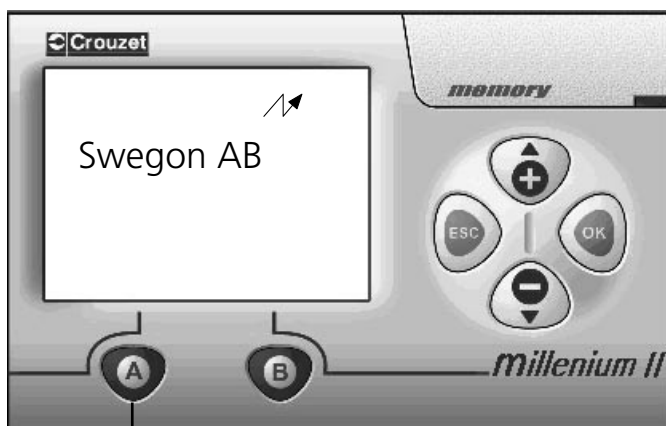 Crouzet
memory
Swegon AB
+
ESC
OK
−
A
B
millenium II